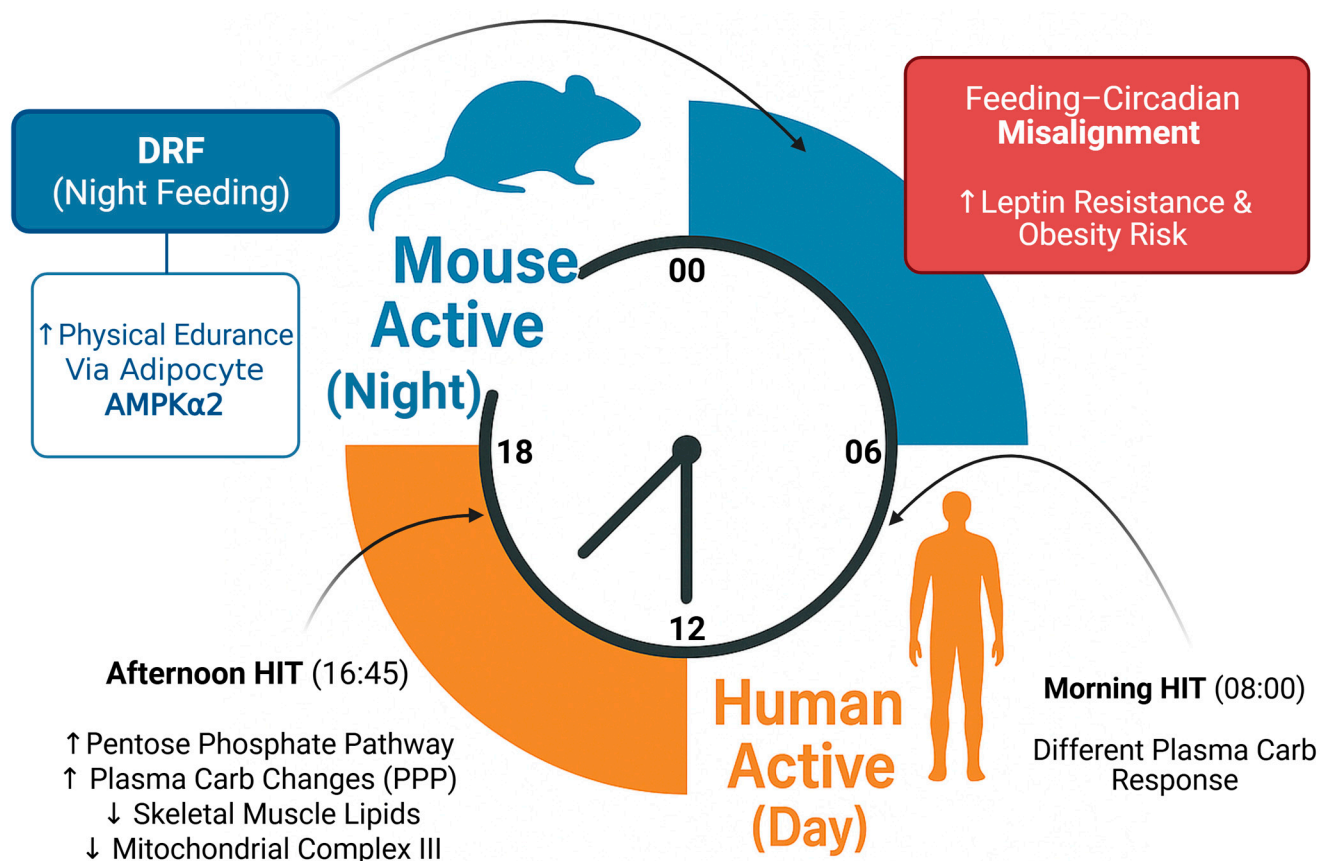 DRF
(Night Feeding)
↑Physical Edurance
Via Adipocyte
AMPKα2
Mouse
Active
(Night)
Feeding–Circadian
Misalignment
↑Leptin Resistance &
Obesity Risk
00
06
12
18
Afternoon HIT (16:45)
↑Pentose Phosphate Pathway
↑ Plasma Carb Changes (PPP)
↓ Skeletal Muscle Lipids
↓ Mitochondrial Complex III
Human
Active
(Day)
Morning HIT (08:00)
Different Plasma Carb
Response